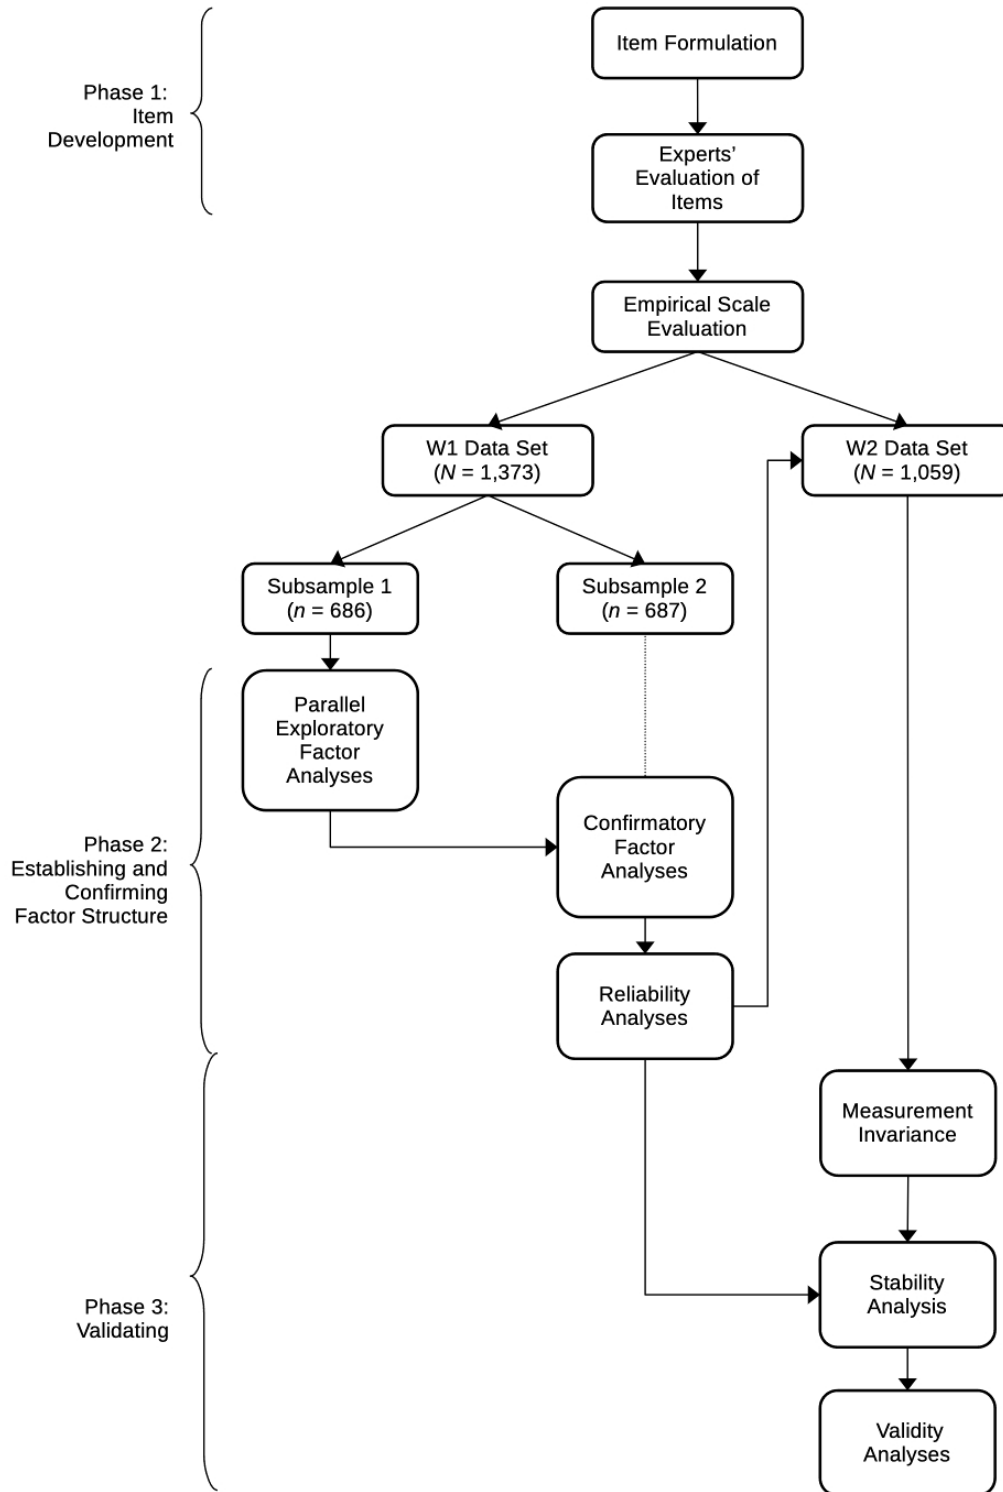 Item Formulation
Phase 1:
Item
Development
Experts’
Evaluation of
Items
Empirical Scale
Evaluation
W1 Data Set
(N = 1,373)
W2 Data Set
(N = 1,059)
Subsample 1
(n = 686)
Subsample 2
(n = 687)
Parallel
Exploratory
Factor
Analyses
Phase 2:
Establishing and
Confirming
Factor Structure
Confirmatory
Factor
Analyses
Reliability
Analyses
Measurement
Invariance
Phase 3:
Validating
Stability
Analysis
Validity
Analyses